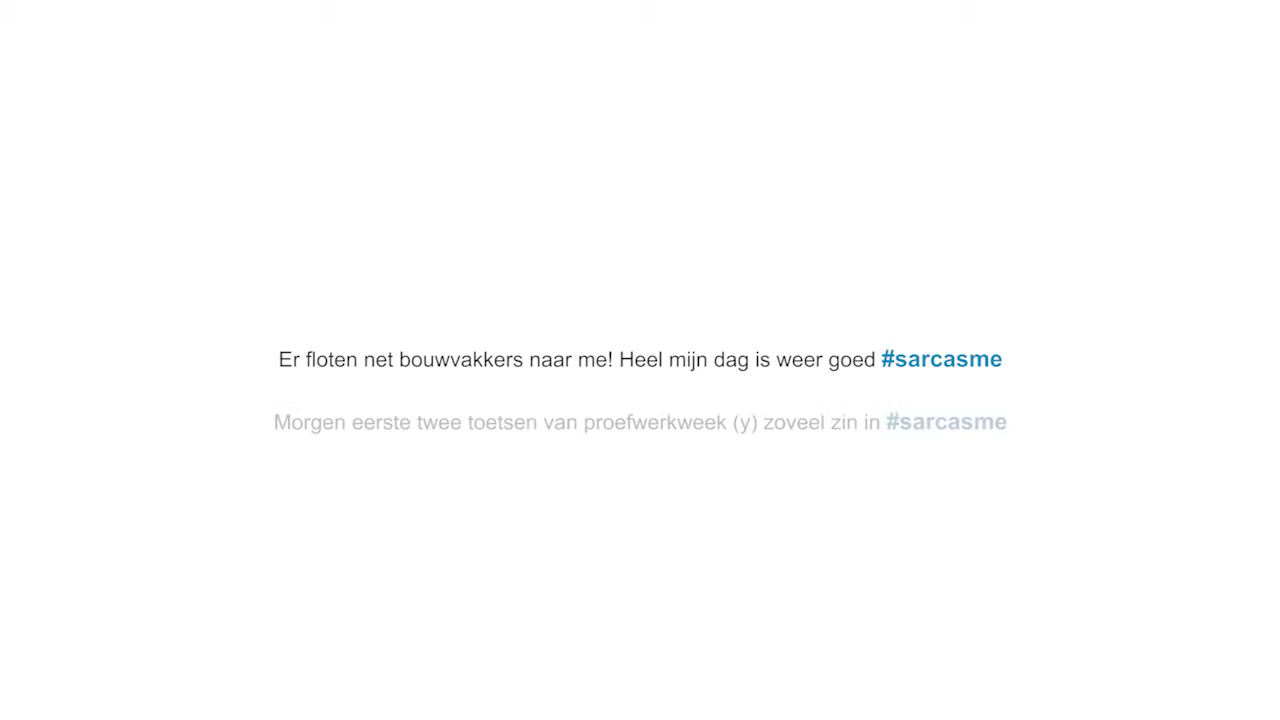 Er floten net bouwvakkers naar me! Heel mijn dag is weer goed #sarcasme
Morgen eerste twee toetsen van proefwerkweek (y) zoveel zin in #sarcasme